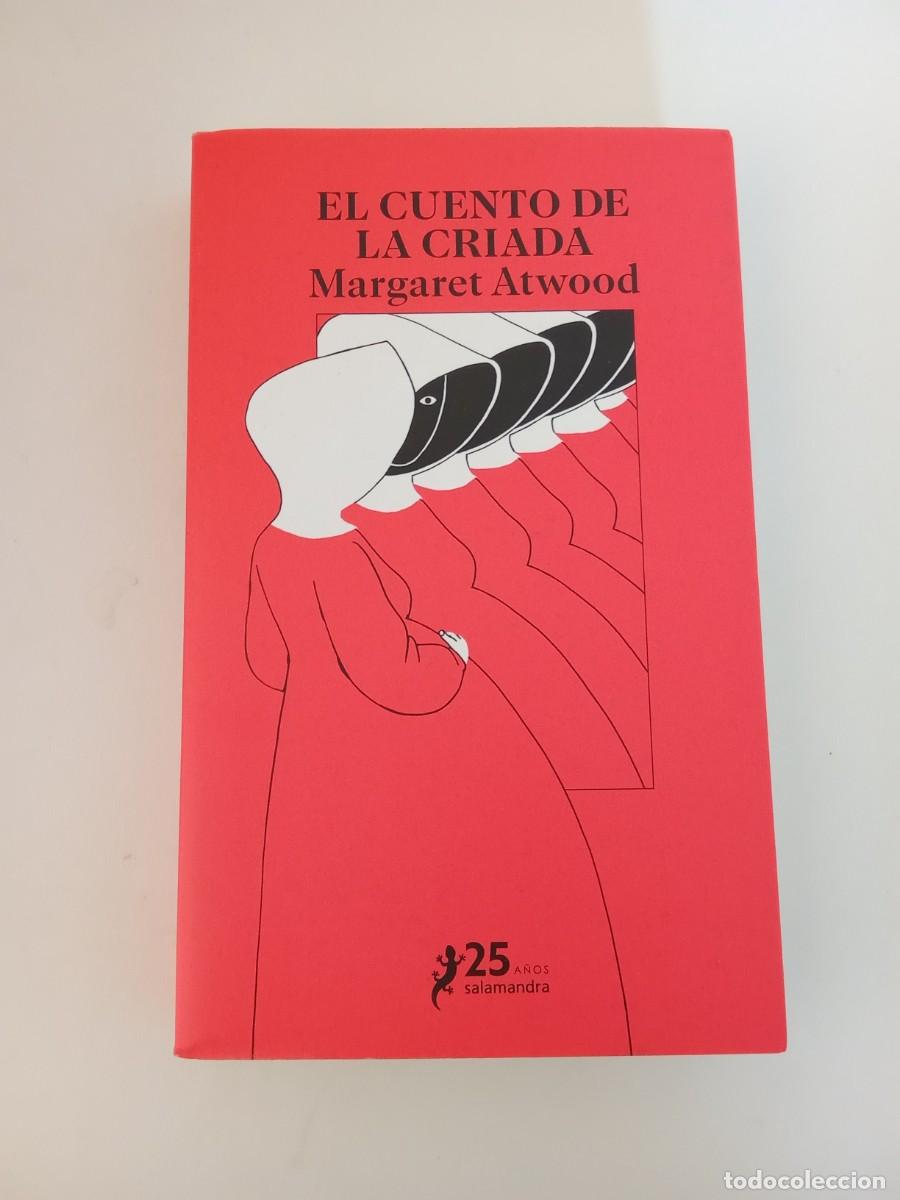 EL CUENTO DE
LA CRIADA
Margaret Atwood
25 AÑOS
salamandra
todocoleccion